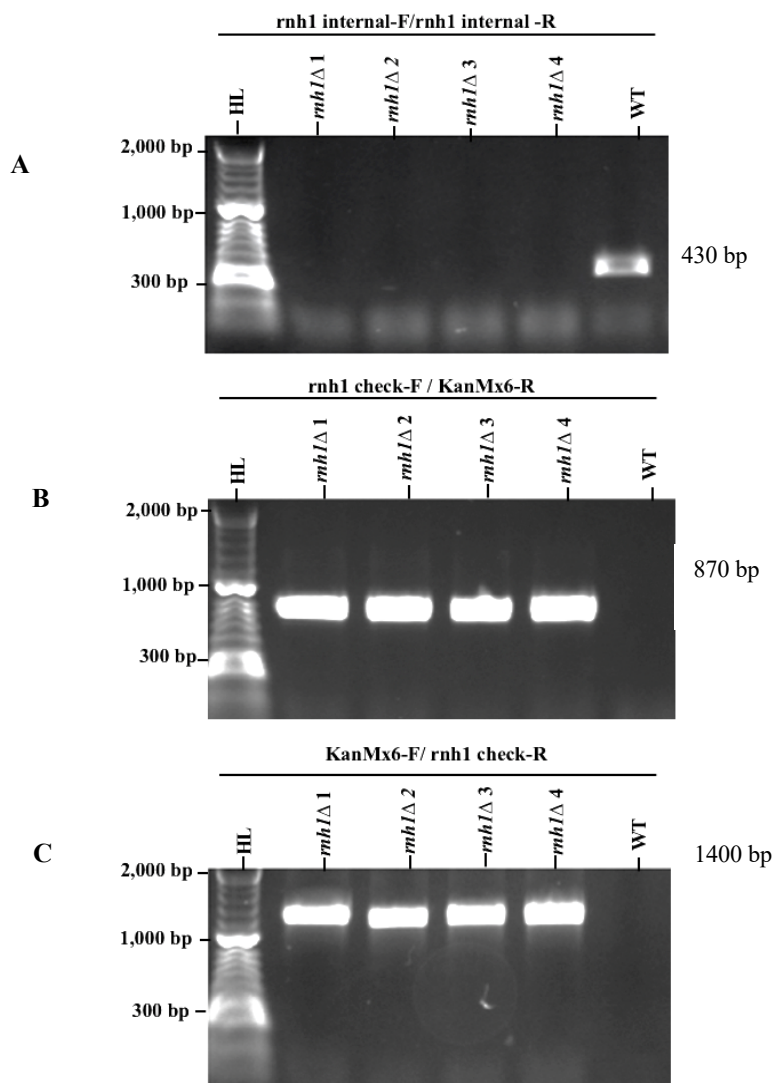 rnh1 internal-F/rnh1 internal -R
HL
rnh1Δ 1
rnh1Δ 2
rnh1Δ 3
rnh1Δ 4
WT
A
2,000 bp
1,000 bp
300 bp
430 bp
rnh1 check-F / KanMx6-R
HL
rnh1Δ 1
rnh1Δ 2
rnh1Δ 3
rnh1Δ 4
WT
B
2,000 bp
1,000 bp
300 bp
870 bp
KanMx6-F/ rnh1 check-R
HL
rnh1Δ 1
rnh1Δ 2
rnh1Δ 3
rnh1Δ 4
WT
C
2,000 bp
1,000 bp
300 bp
1400 bp